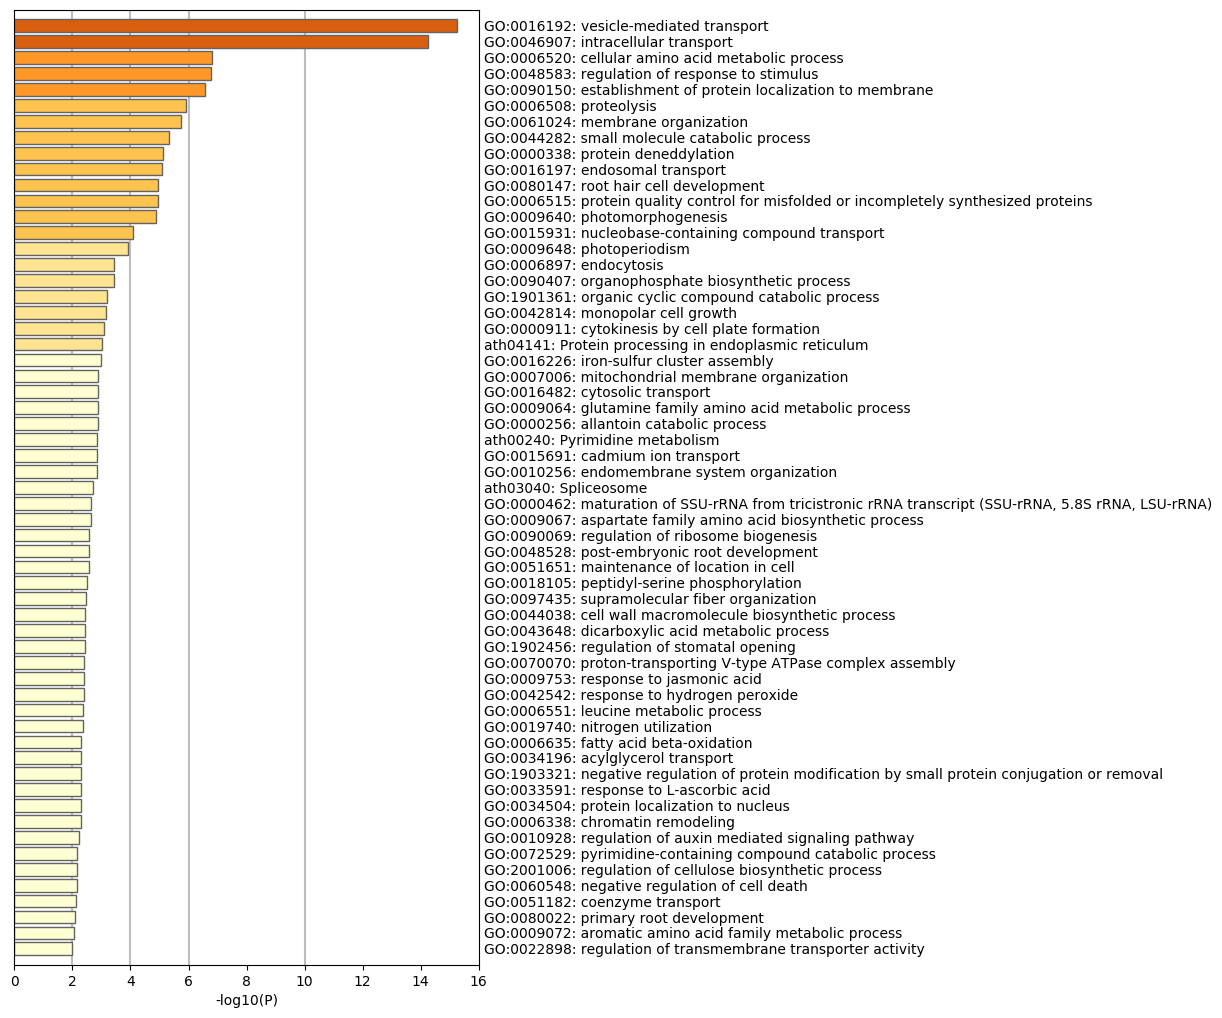 GO:0016192: vesicle-mediated transport
GO:0046907: intracellular transport
GO:0006520: cellular amino acid metabolic process
GO:0048583: regulation of response to stimulus
GO:0090150: establishment of protein localization to membrane
GO:0006508: proteolysis
GO:0061024: membrane organization
GO:0044282: small molecule catabolic process
GO:0000338: protein deneddylation
GO:0016197: endosomal transport
GO:0080147: root hair cell development
GO:0006515: protein quality control for misfolded or incompletely synthesized proteins
GO:0009640: photomorphogenesis
GO:0015931: nucleobase-containing compound transport
GO:0009648: photoperiodism
GO:0006897: endocytosis
GO:0090407: organophosphate biosynthetic process
GO:1901361: organic cyclic compound catabolic process
GO:0042814: monopolar cell growth
GO:0000911: cytokinesis by cell plate formation
ath04141: Protein processing in endoplasmic reticulum
GO:0016226: iron-sulfur cluster assembly
GO:0007006: mitochondrial membrane organization
GO:0016482: cytosolic transport
GO:0009064: glutamine family amino acid metabolic process
GO:0000256: allantoin catabolic process
ath00240: Pyrimidine metabolism
GO:0015691: cadmium ion transport
GO:0010256: endomembrane system organization
ath03040: Spliceosome
GO:0000462: maturation of SSU-rRNA from tricistronic rRNA transcript (SSU-rRNA, 5.8S rRNA, LSU-rRNA)
GO:0009067: aspartate family amino acid biosynthetic process
GO:0090069: regulation of ribosome biogenesis
GO:0048528: post-embryonic root development
GO:0051651: maintenance of location in cell
GO:0018105: peptidyl-serine phosphorylation
GO:0097435: supramolecular fiber organization
GO:0044038: cell wall macromolecule biosynthetic process
GO:0043648: dicarboxylic acid metabolic process
GO:1902456: regulation of stomatal opening
GO:0070070: proton-transporting V-type ATPase complex assembly
GO:0009753: response to jasmonic acid
GO:0042542: response to hydrogen peroxide
GO:0006551: leucine metabolic process
GO:0019740: nitrogen utilization
GO:0006635: fatty acid beta-oxidation
GO:0034196: acylglycerol transport
GO:1903321: negative regulation of protein modification by small protein conjugation or removal
GO:0033591: response to L-ascorbic acid
GO:0034504: protein localization to nucleus
GO:0006338: chromatin remodeling
GO:0010928: regulation of auxin mediated signaling pathway
GO:0072529: pyrimidine-containing compound catabolic process
GO:2001006: regulation of cellulose biosynthetic process
GO:0060548: negative regulation of cell death
GO:0051182: coenzyme transport
GO:0080022: primary root development
GO:0009072: aromatic amino acid family metabolic process
GO:0022898: regulation of transmembrane transporter activity
0 2 4 6 8 10 12 14 16
-log10(P)